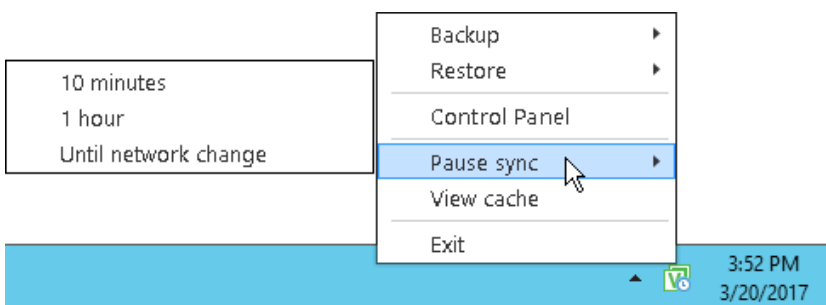 Backup
Restore
Control Panel
Pause sync
View cache
Exit
10 minutes
1 hour
Until network change
V
3:52 PM
3/20/2017